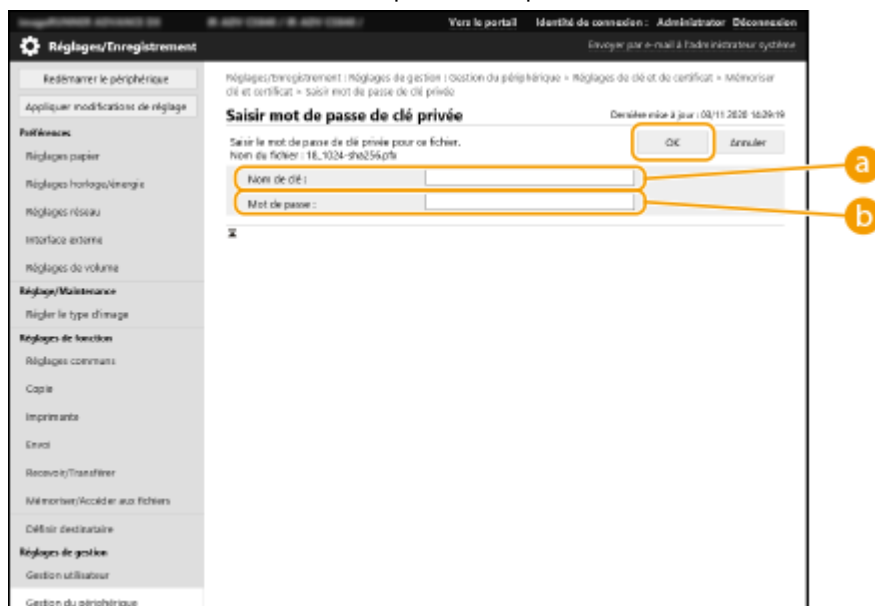 Vers le portail Identité de connexion : Administrator Déconnexion
Réglages/Enregistrement
Envoyer par e-mail à l'administrateur système
Redémarrer le périphérique
Appliquer modifications de réglage
Préférences
Réglages papier
Réglages horloge/énergie
Réglages réseau
Interface externe
Réglages de volume
Réglage/Maintenance
Régler le type d'image
Réglages de fonction
Réglages communs
Copie
Imprimante
Envoi
Recevoir/Transférer
Mémoriser/Accéder aux fichiers
Définir destinataire
Réglages de gestion
Gestion utilisateur
Gestion du périphérique
Réglages/Enregistrement : Réglages de gestion : Gestion du périphérique > Réglages de clé et de certificat > Mémoriser
clé et certificat > Saisir mot de passe de clé privée
Saisir mot de passe de clé privée
Dernière mise à jour : 09/11 2020 16:29:19
Saisir le mot de passe de clé privée pour ce fichier.
Nom du fichier : 18_1024-sha256.pfx
OK Annuler
Nom de clé :
Mot de passe :
a
b